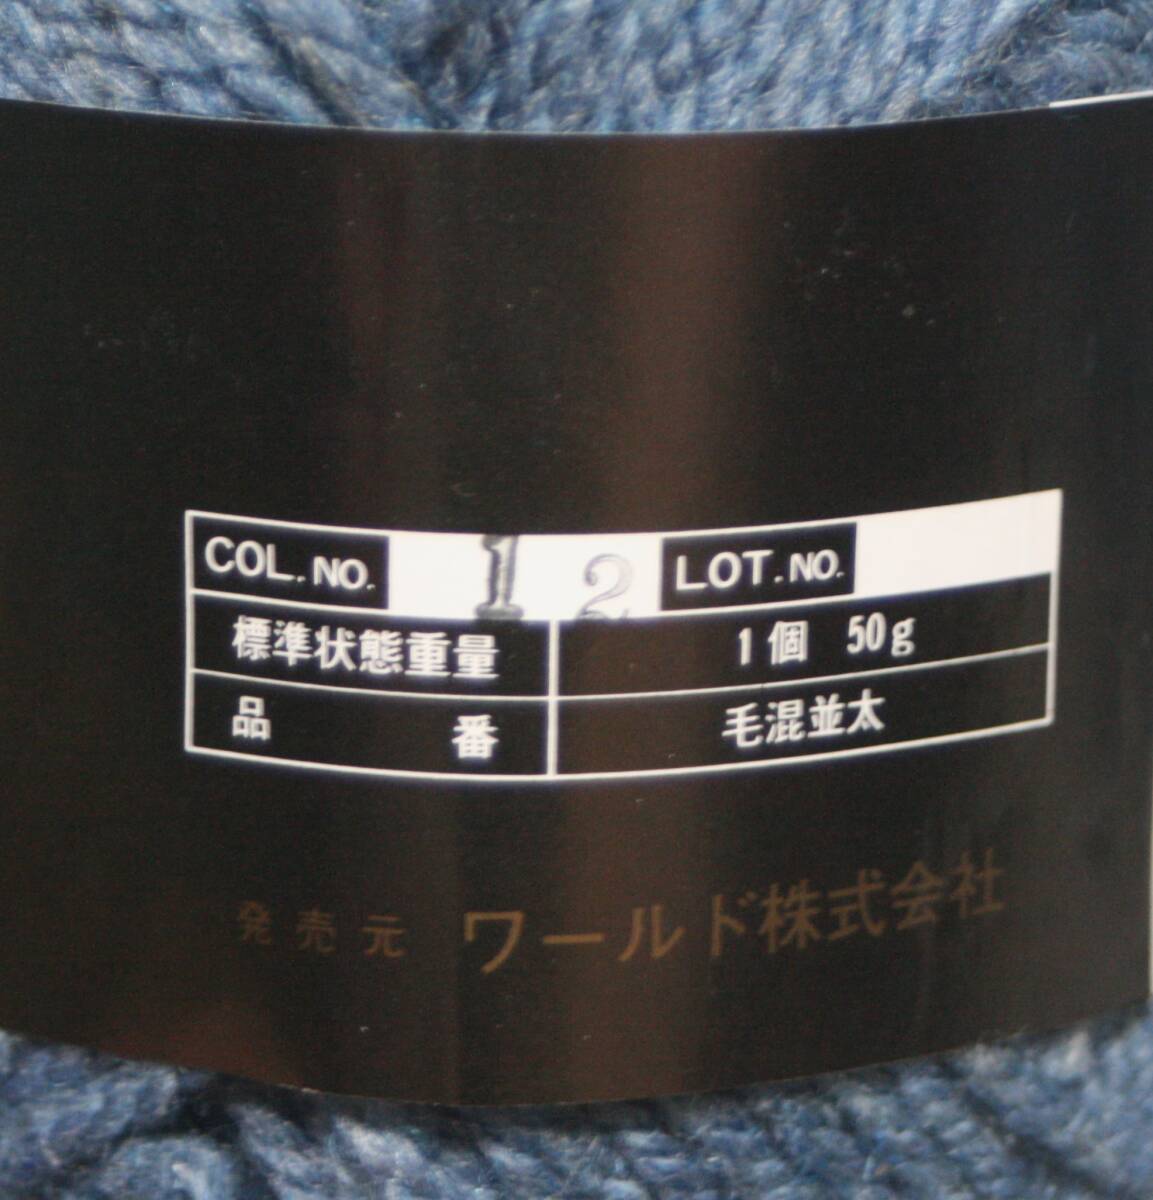 COL.NO. 12 LOT.NO.
標準状態重量 1個 50g
品番 毛混並太
発売元 ワールド株式会社